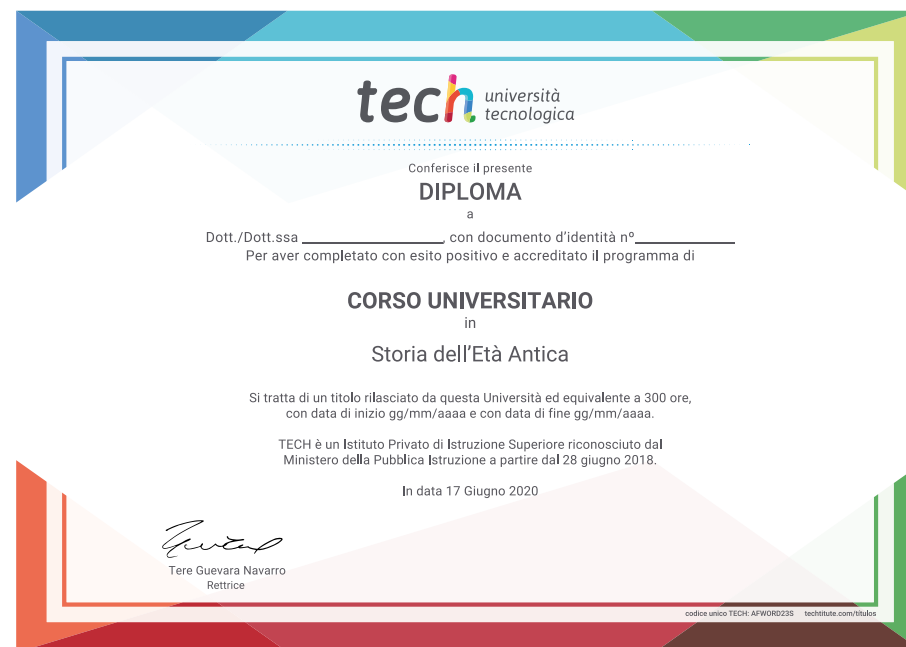 tech università
tecnologica
Conferisce il presente
DIPLOMA
a
Dott./Dott.ssa ________________, con documento d'identità nº____________
Per aver completato con esito positivo e accreditato il programma di
CORSO UNIVERSITARIO
in
Storia dell'Età Antica
Si tratta di un titolo rilasciato da questa Università ed equivalente a 300 ore,
con data di inizio gg/mm/aaaa e con data di fine gg/mm/aaaa.
TECH è un Istituto Privato di Istruzione Superiore riconosciuto dal
Ministero della Pubblica Istruzione a partire dal 28 giugno 2018.
In data 17 Giugno 2020
Tere Guevara Navarro
Rettrice
codice unico TECH: AFWORD23S techtitute.com/titulos